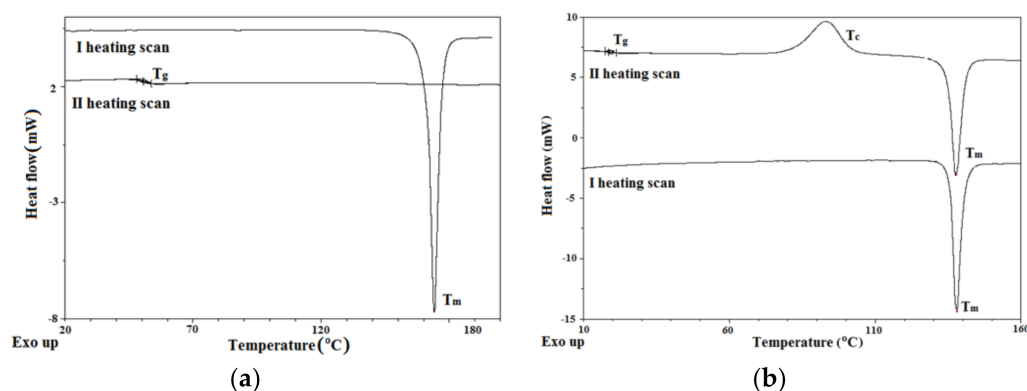 I heating scan
Tg
2
II heating scan
Heat flow( mW)
-3
-8
Tm
20
70
120
180
Exo up
Temperature(°C)
(a)
10
Tg
Tc
II heating scan
5
0
Tm
I heating scan
Heat flow (mW)
-5
-10
Tm
-15
10
60
110
160
Exo up
Temperature (°C)
(b)